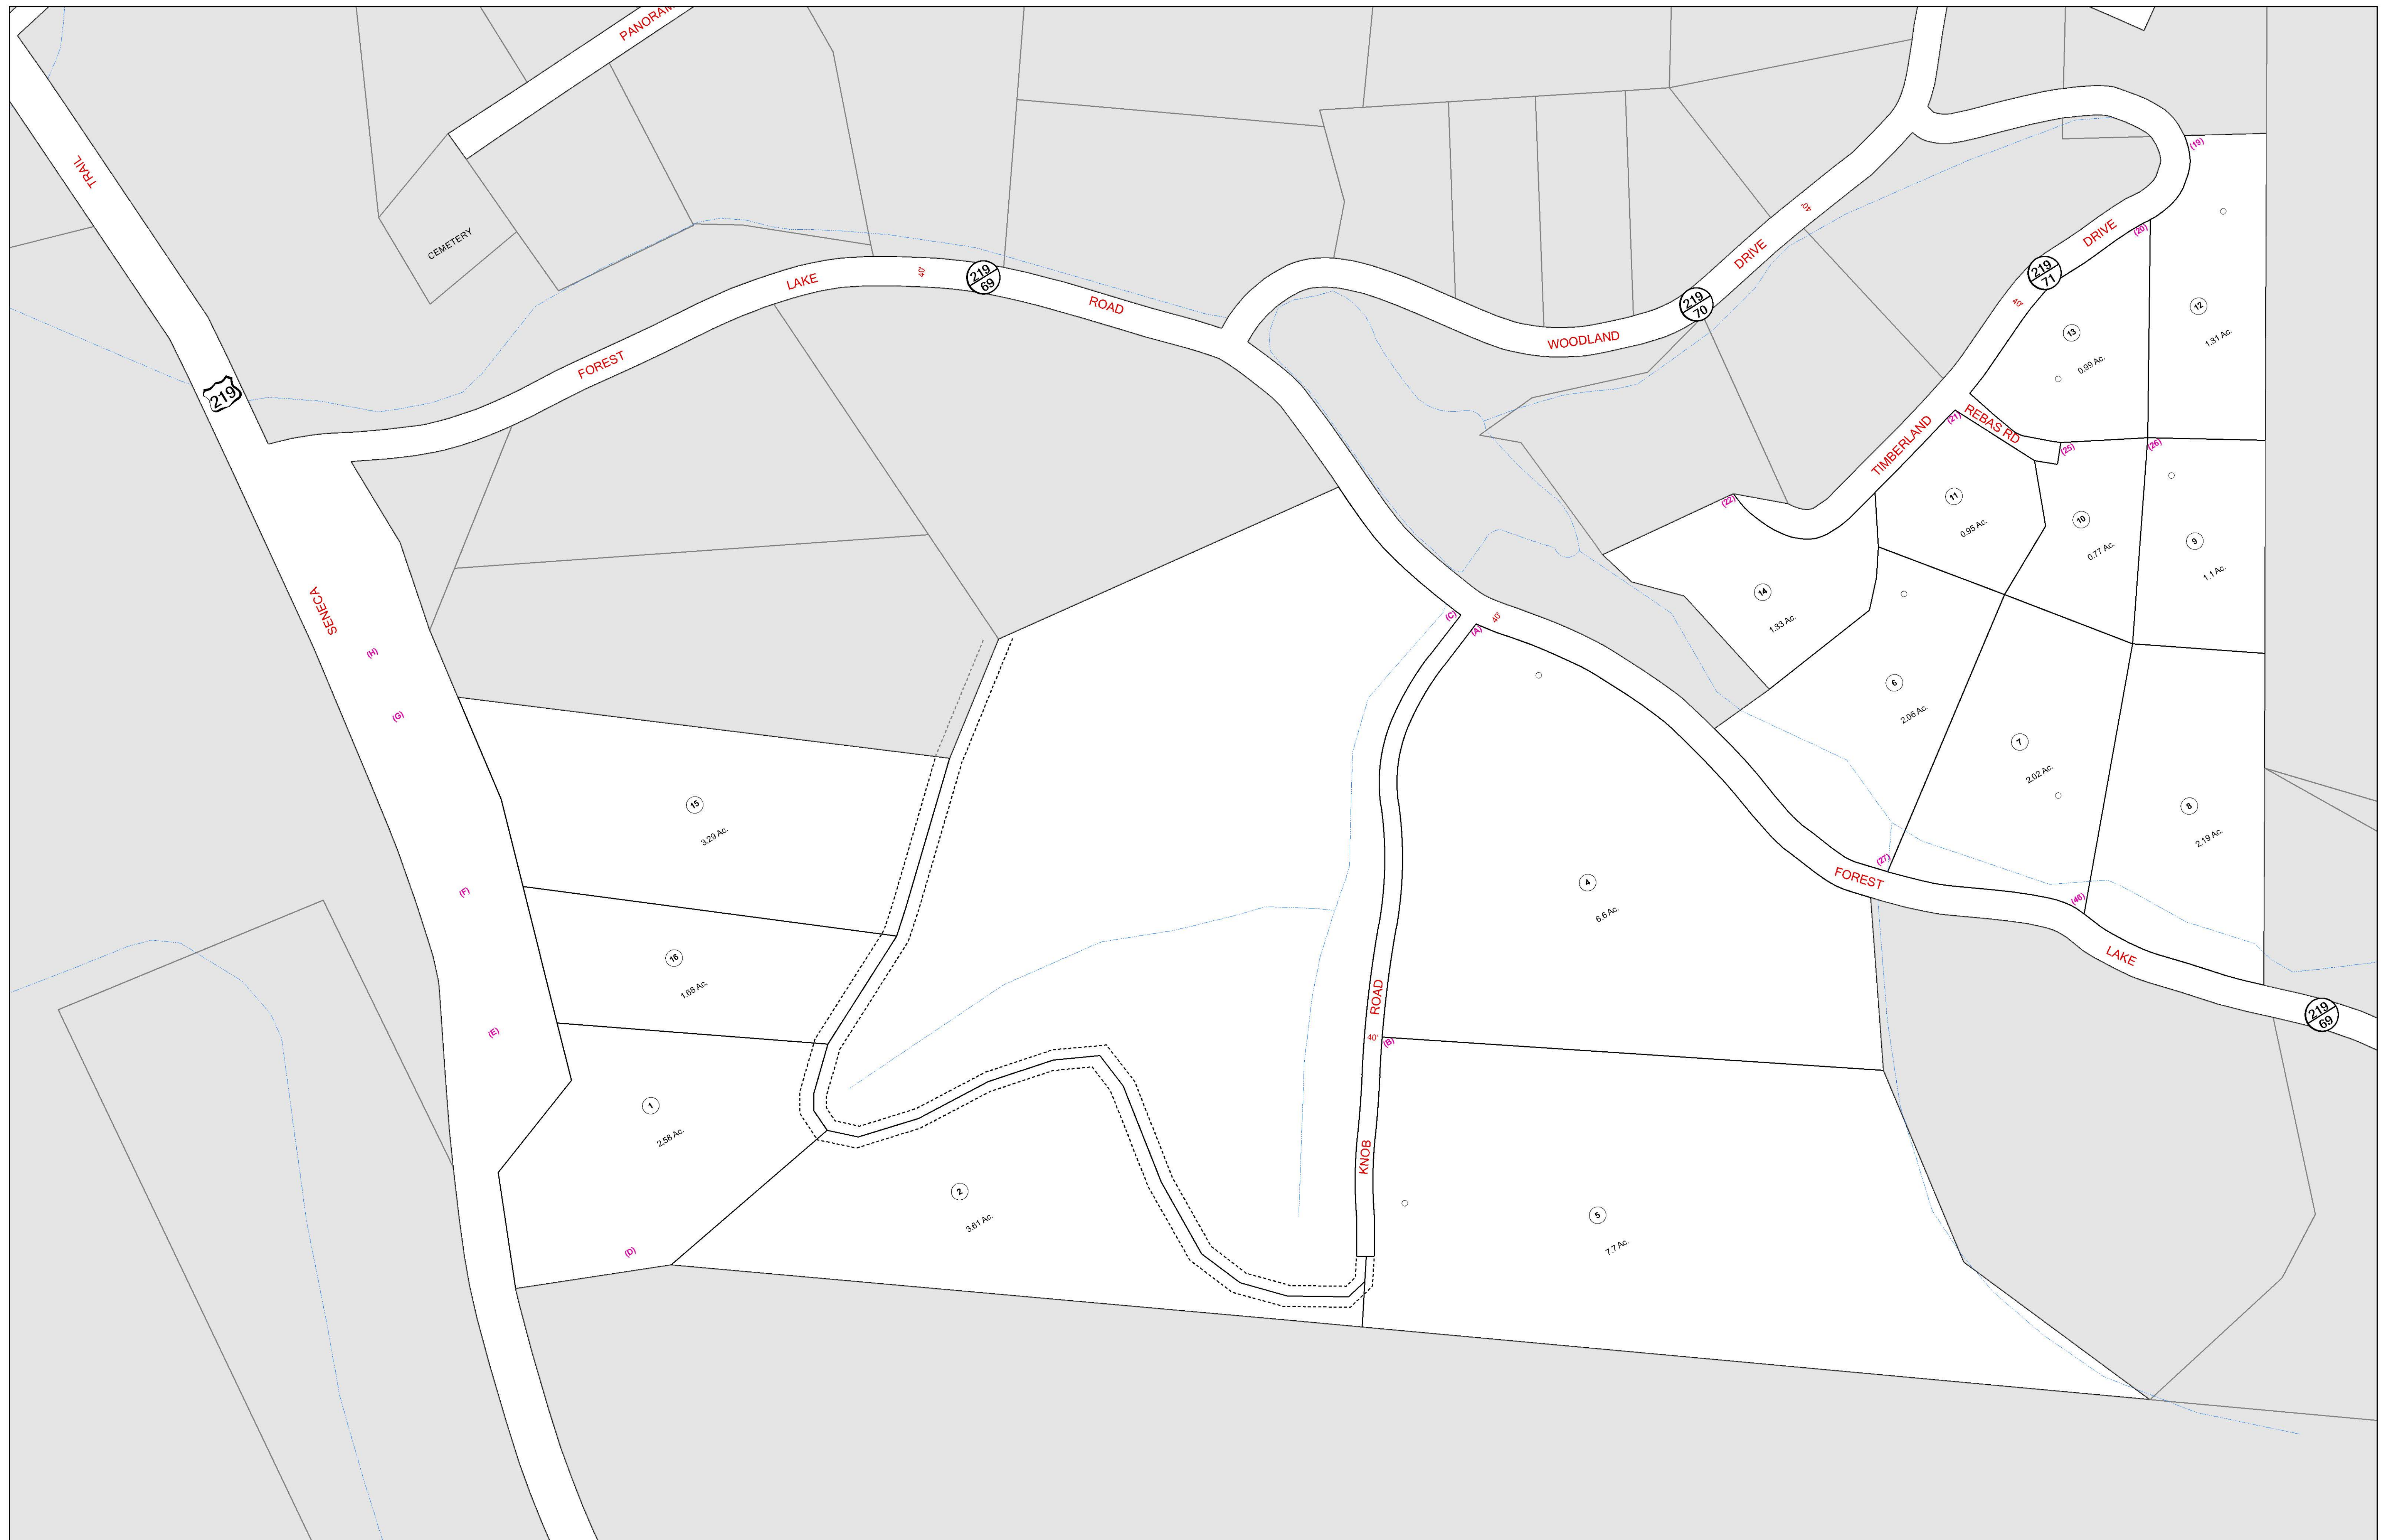 PANORAM
TRAIL
CEMETERY
219
FOREST
LAKE
40'
219
69
ROAD
WOODLAND
219
70
DRIVE
40'
(19)
DRIVE
(20)
219
71
40'
12
1.31 Ac.
13
0.99 Ac.
TIMBERLAND
(21)
REBAS RD
(25)
(26)
(22)
11
0.95 Ac.
10
0.77 Ac.
9
1.1 Ac.
14
1.33 Ac.
SENECA
(H)
(G)
(F)
(E)
(D)
(C)
(A)
40'
6
2.06 Ac.
7
2.02 Ac.
8
2.19 Ac.
15
3.29 Ac.
16
1.68 Ac.
1
2.58 Ac.
2
3.61 Ac.
4
6.6 Ac.
(27)
FOREST
(46)
LAKE
219
69
ROAD
40'
(B)
KNOB
5
7.7 Ac.